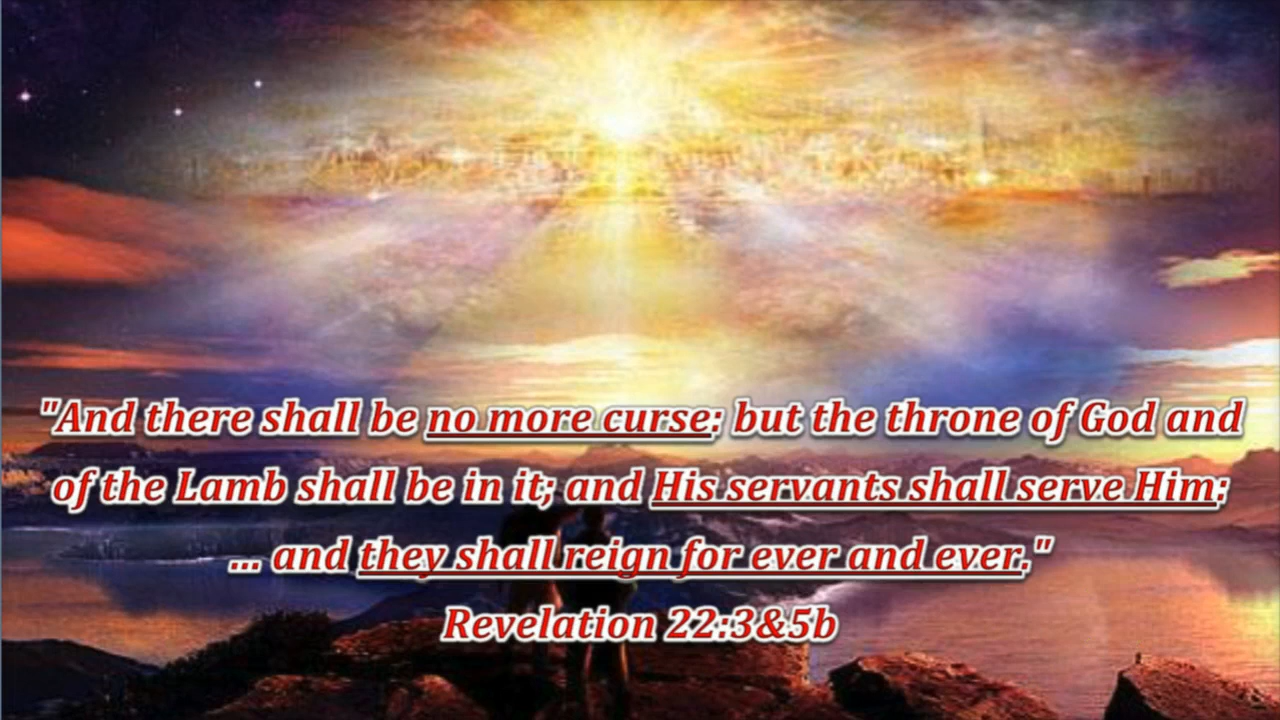 "And there shall be no more curse: but the throne of God and
of the Lamb shall be in it; and His servants shall serve Him:
... and they shall reign for ever and ever."
Revelation 22:3&5b